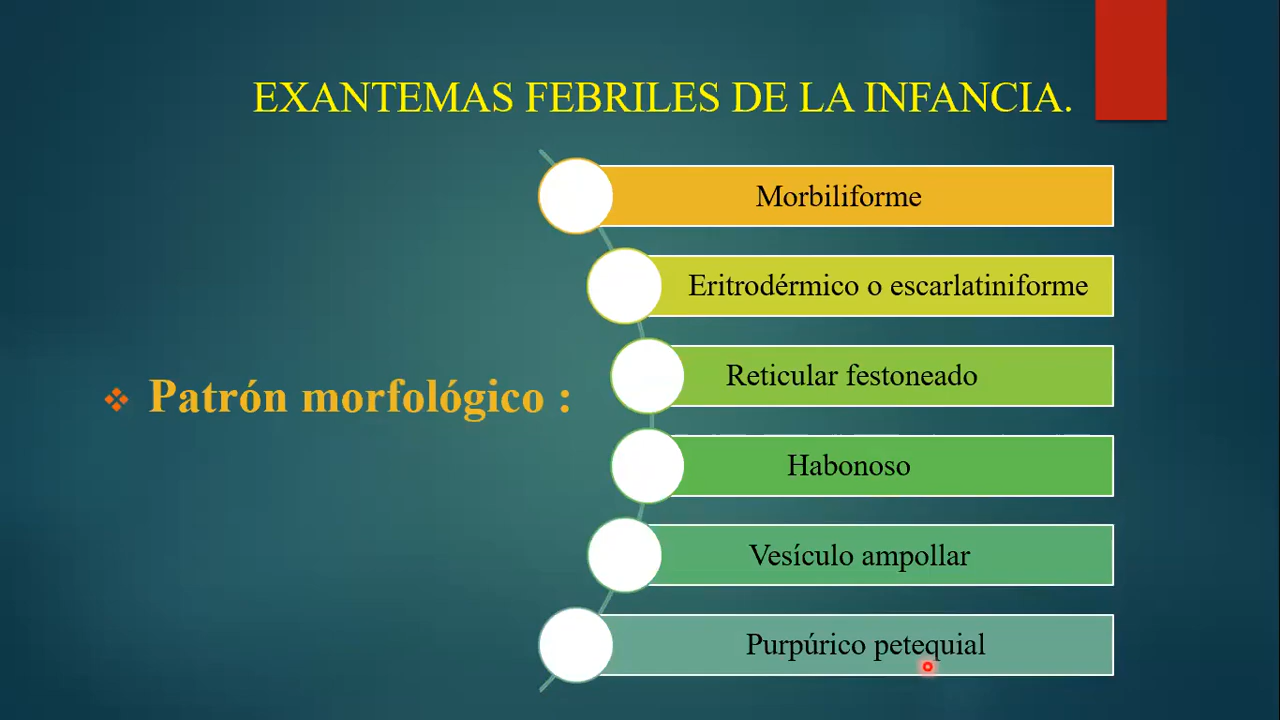 EXANTEMAS FEBRILES DE LA INFANCIA.
Morbiliforme
Eritrodérmico o escarlatiniforme
Reticular festoneado
Patrón morfológico :
Habonoso
Vesículo ampollar
Purpúrico petequial